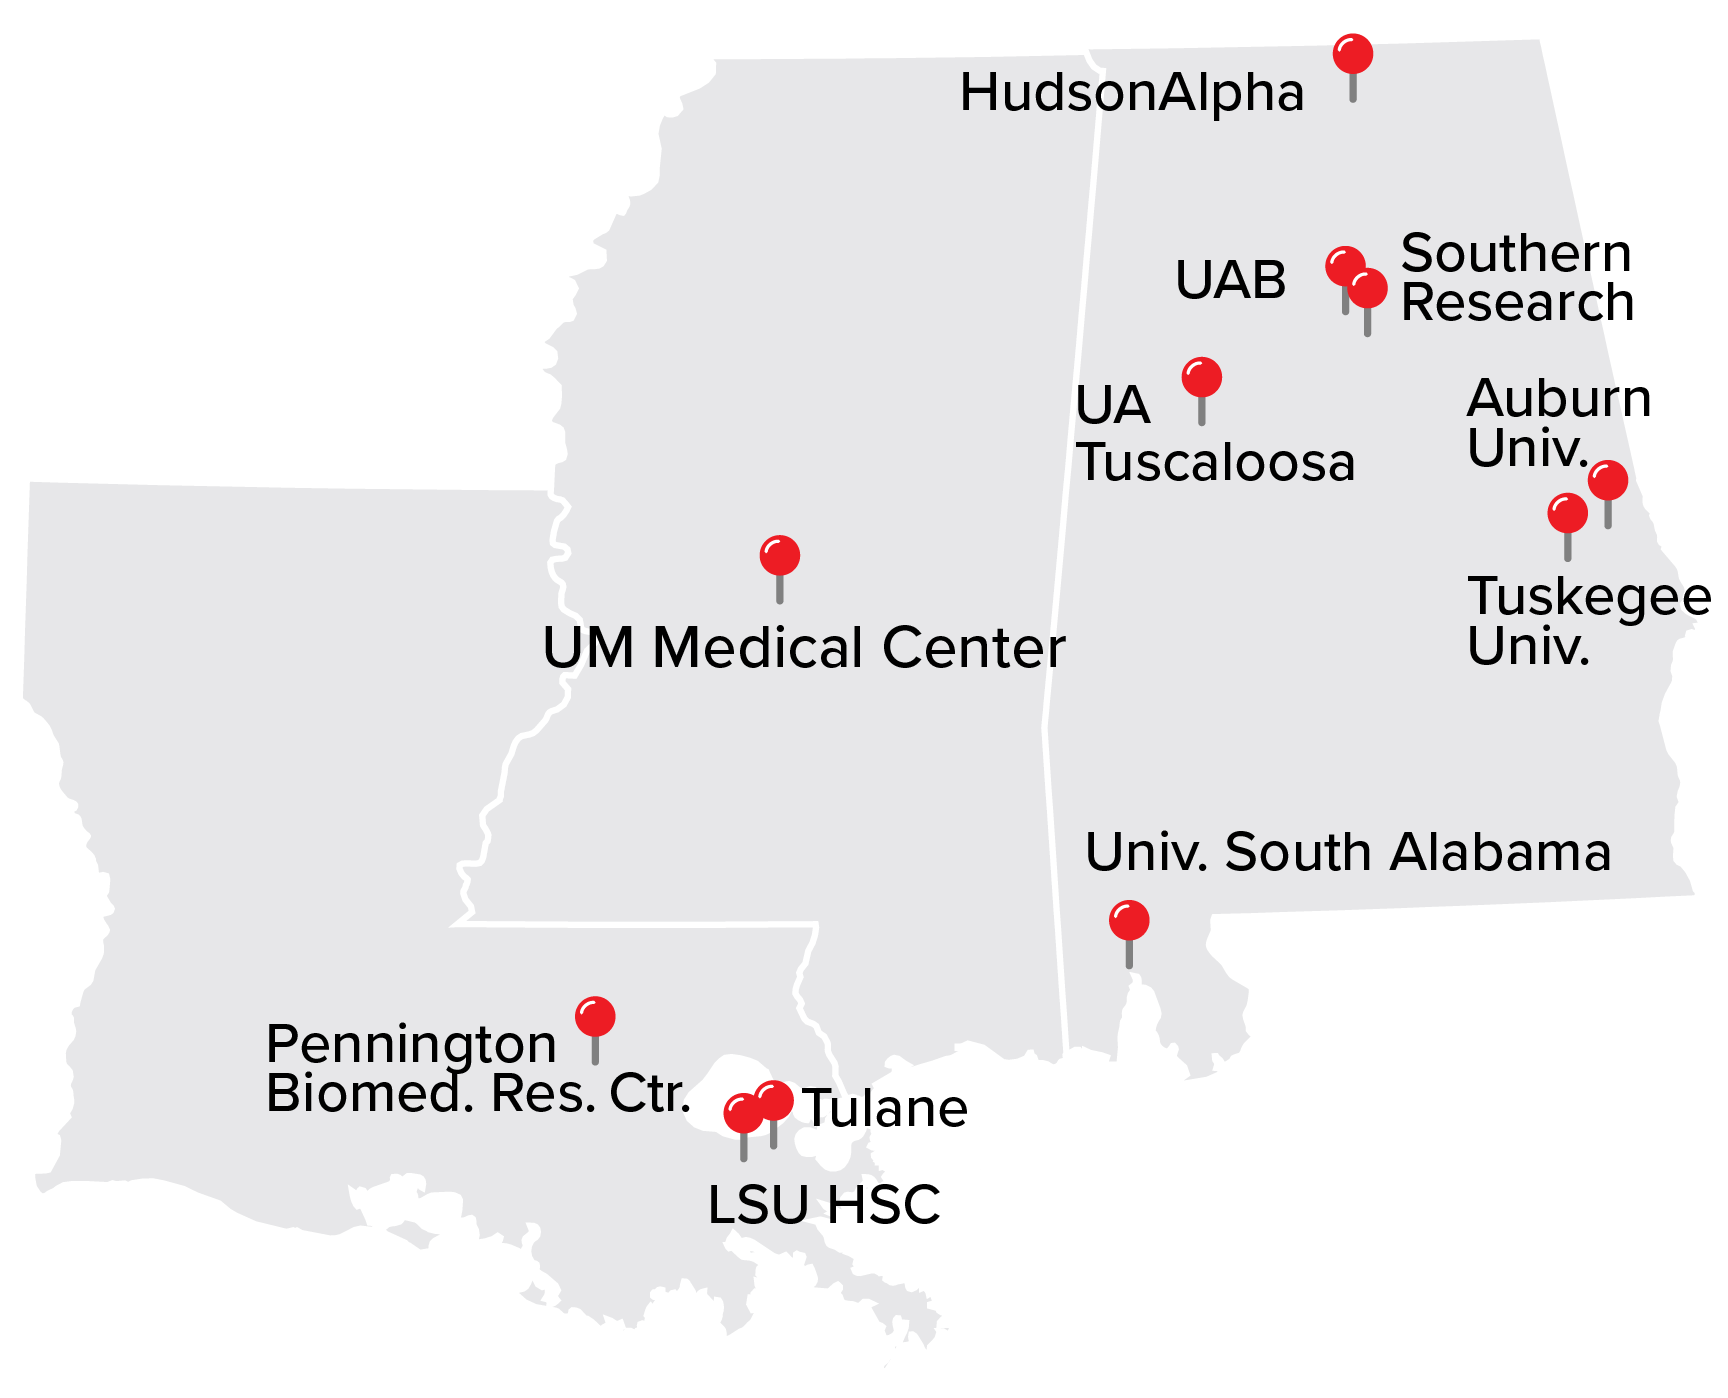 HudsonAlpha
UAB
Southern
Research
UA
Tuscaloosa
Auburn
Univ.
Tuskegee
Univ.
UM Medical Center
Univ. South Alabama
Pennington
Biomed. Res. Ctr.
Tulane
LSU HSC